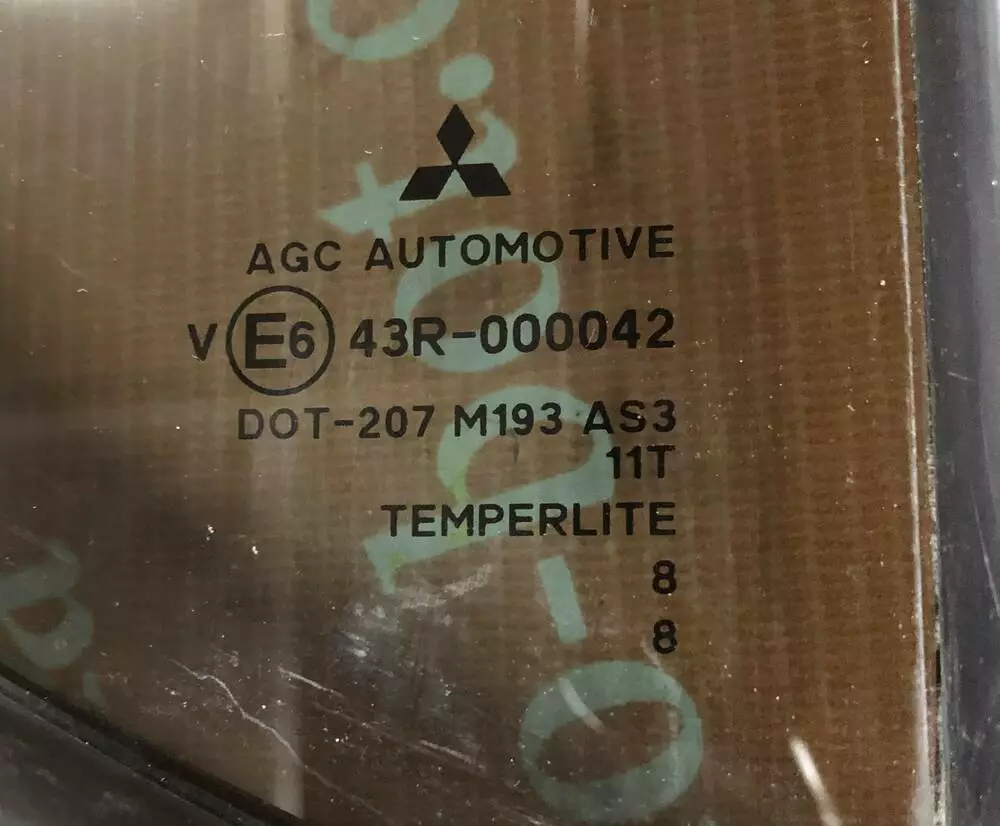 AGC AUTOMOTIVE
V E6 43R-000042
DOT-207 M193 AS3
11T
TEMPERLITE
8
8